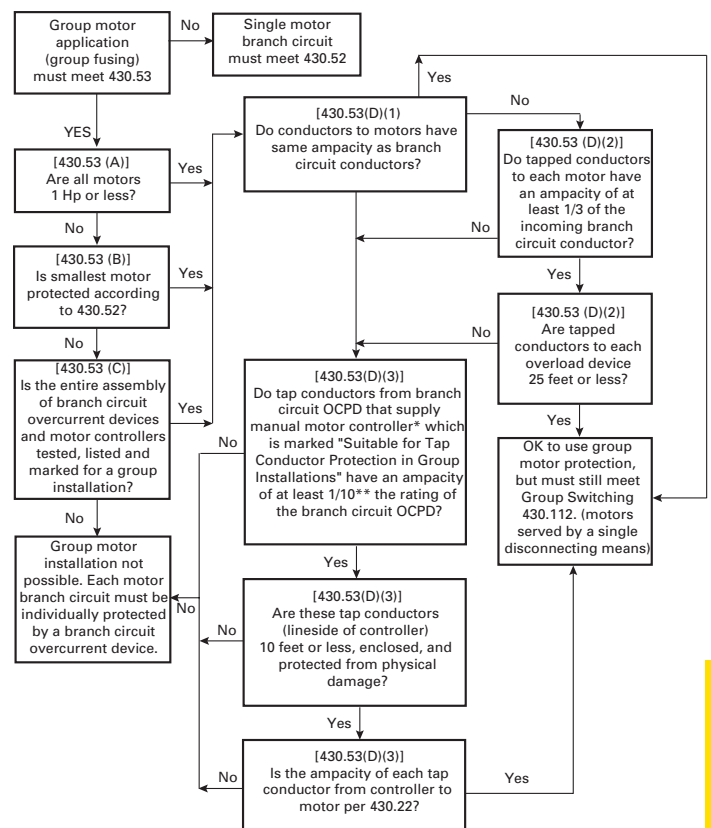 Group motor
application
(group fusing)
must meet 430.53
No
Single motor
branch circuit
must meet 430.52
YES
[430.53 (A)]
Are all motors
1 Hp or less?
Yes
No
[430.53 (B)]
Is smallest motor
protected according
to 430.52?
Yes
No
[430.53 (C)]
Is the entire assembly
of branch circuit
overcurrent devices
and motor controllers
tested, listed and
marked for a group
installation?
Yes
No
Group motor
installation not
possible. Each motor
branch circuit must be
individually protected
by a branch circuit
overcurrent device.
[430.53(D)(1)
Do conductors to motors have
same ampacity as branch
circuit conductors?
Yes
No
[430.53 (D)(2)]
Do tapped conductors
to each motor have
an ampacity of at
least 1/3 of the
incoming branch
circuit conductor?
No
Yes
[430.53 (D)(2)]
Are tapped
conductors to each
overload device
25 feet or less?
No
Yes
OK to use group
motor protection,
but must still meet
Group Switching
430.112. (motors
served by a single
disconnecting means)
[430.53(D)(3)]
Do tap conductors from branch
circuit OCPD that supply
manual motor controller* which
is marked "Suitable for Tap
Conductor Protection in Group
Installations" have an ampacity
of at least 1/10** the rating of
the branch circuit OCPD?
No
Yes
[430.53(D)(3)]
Are these tap conductors
(lineside of controller)
10 feet or less, enclosed, and
protected from physical
damage?
No
No
Yes
[430.53(D)(3)]
Is the ampacity of each tap
conductor from controller to
motor per 430.22?
No
Yes